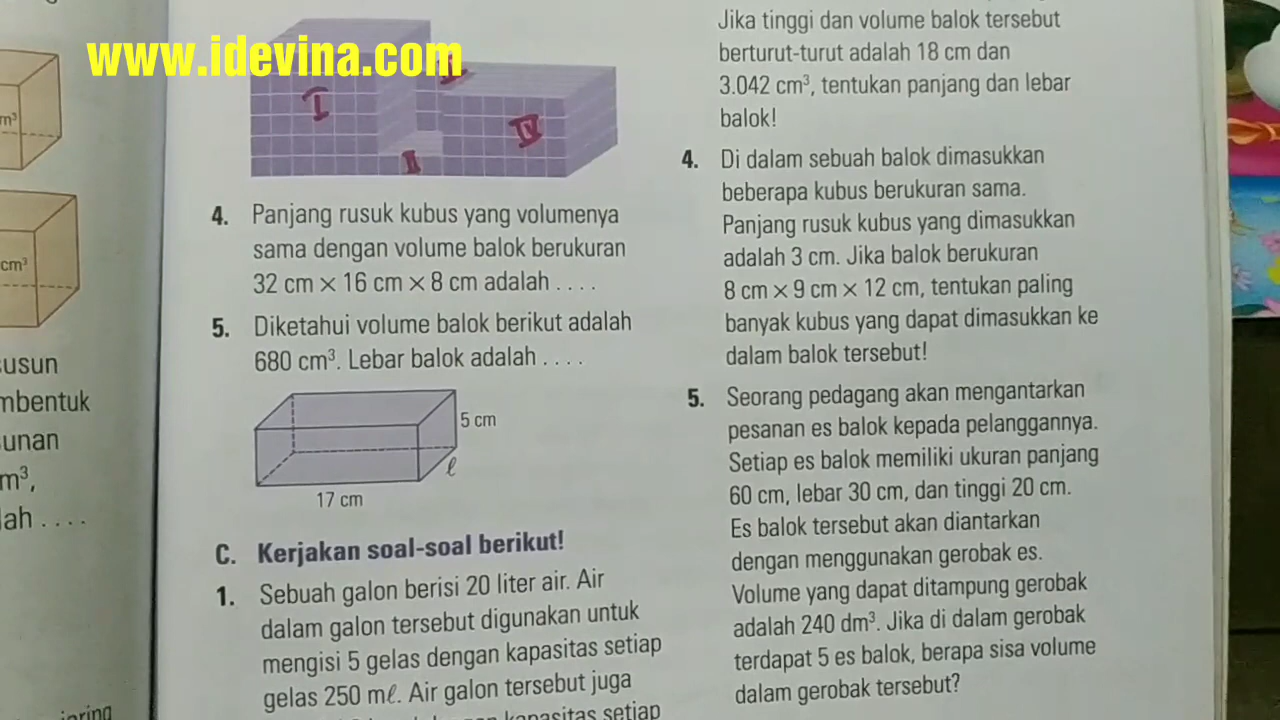 www.idevina.com
m³
cm³
susun
mbentuk
unan
m³,
lah . . . .
I
II
IV
4. Panjang rusuk kubus yang volumenya
sama dengan volume balok berukuran
32 cm × 16 cm × 8 cm adalah . . . .
5. Diketahui volume balok berikut adalah
680 cm³. Lebar balok adalah . . . .
5 cm
ℓ
17 cm
C. Kerjakan soal-soal berikut!
1. Sebuah galon berisi 20 liter air. Air
dalam galon tersebut digunakan untuk
mengisi 5 gelas dengan kapasitas setiap
gelas 250 mℓ. Air galon tersebut juga
kapasitas setiap
Jika tinggi dan volume balok tersebut
berturut-turut adalah 18 cm dan
3.042 cm³, tentukan panjang dan lebar
balok!
4. Di dalam sebuah balok dimasukkan
beberapa kubus berukuran sama.
Panjang rusuk kubus yang dimasukkan
adalah 3 cm. Jika balok berukuran
8 cm × 9 cm × 12 cm, tentukan paling
banyak kubus yang dapat dimasukkan ke
dalam balok tersebut!
5. Seorang pedagang akan mengantarkan
pesanan es balok kepada pelanggannya.
Setiap es balok memiliki ukuran panjang
60 cm, lebar 30 cm, dan tinggi 20 cm.
Es balok tersebut akan diantarkan
dengan menggunakan gerobak es.
Volume yang dapat ditampung gerobak
adalah 240 dm³. Jika di dalam gerobak
terdapat 5 es balok, berapa sisa volume
dalam gerobak tersebut?